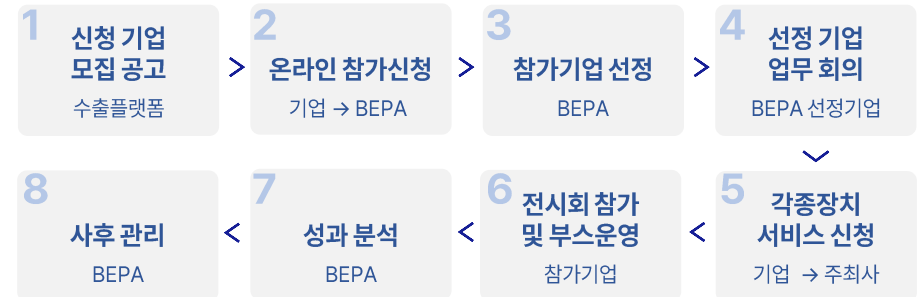 1
신청 기업
모집 공고
수출플랫폼
2
온라인 참가신청
기업 → BEPA
3
참가기업 선정
BEPA
4
선정 기업
업무 회의
BEPA 선정기업
5
각종장치
서비스 신청
기업 → 주최사
6
전시회 참가
및 부스운영
참가기업
7
성과 분석
BEPA
8
사후 관리
BEPA